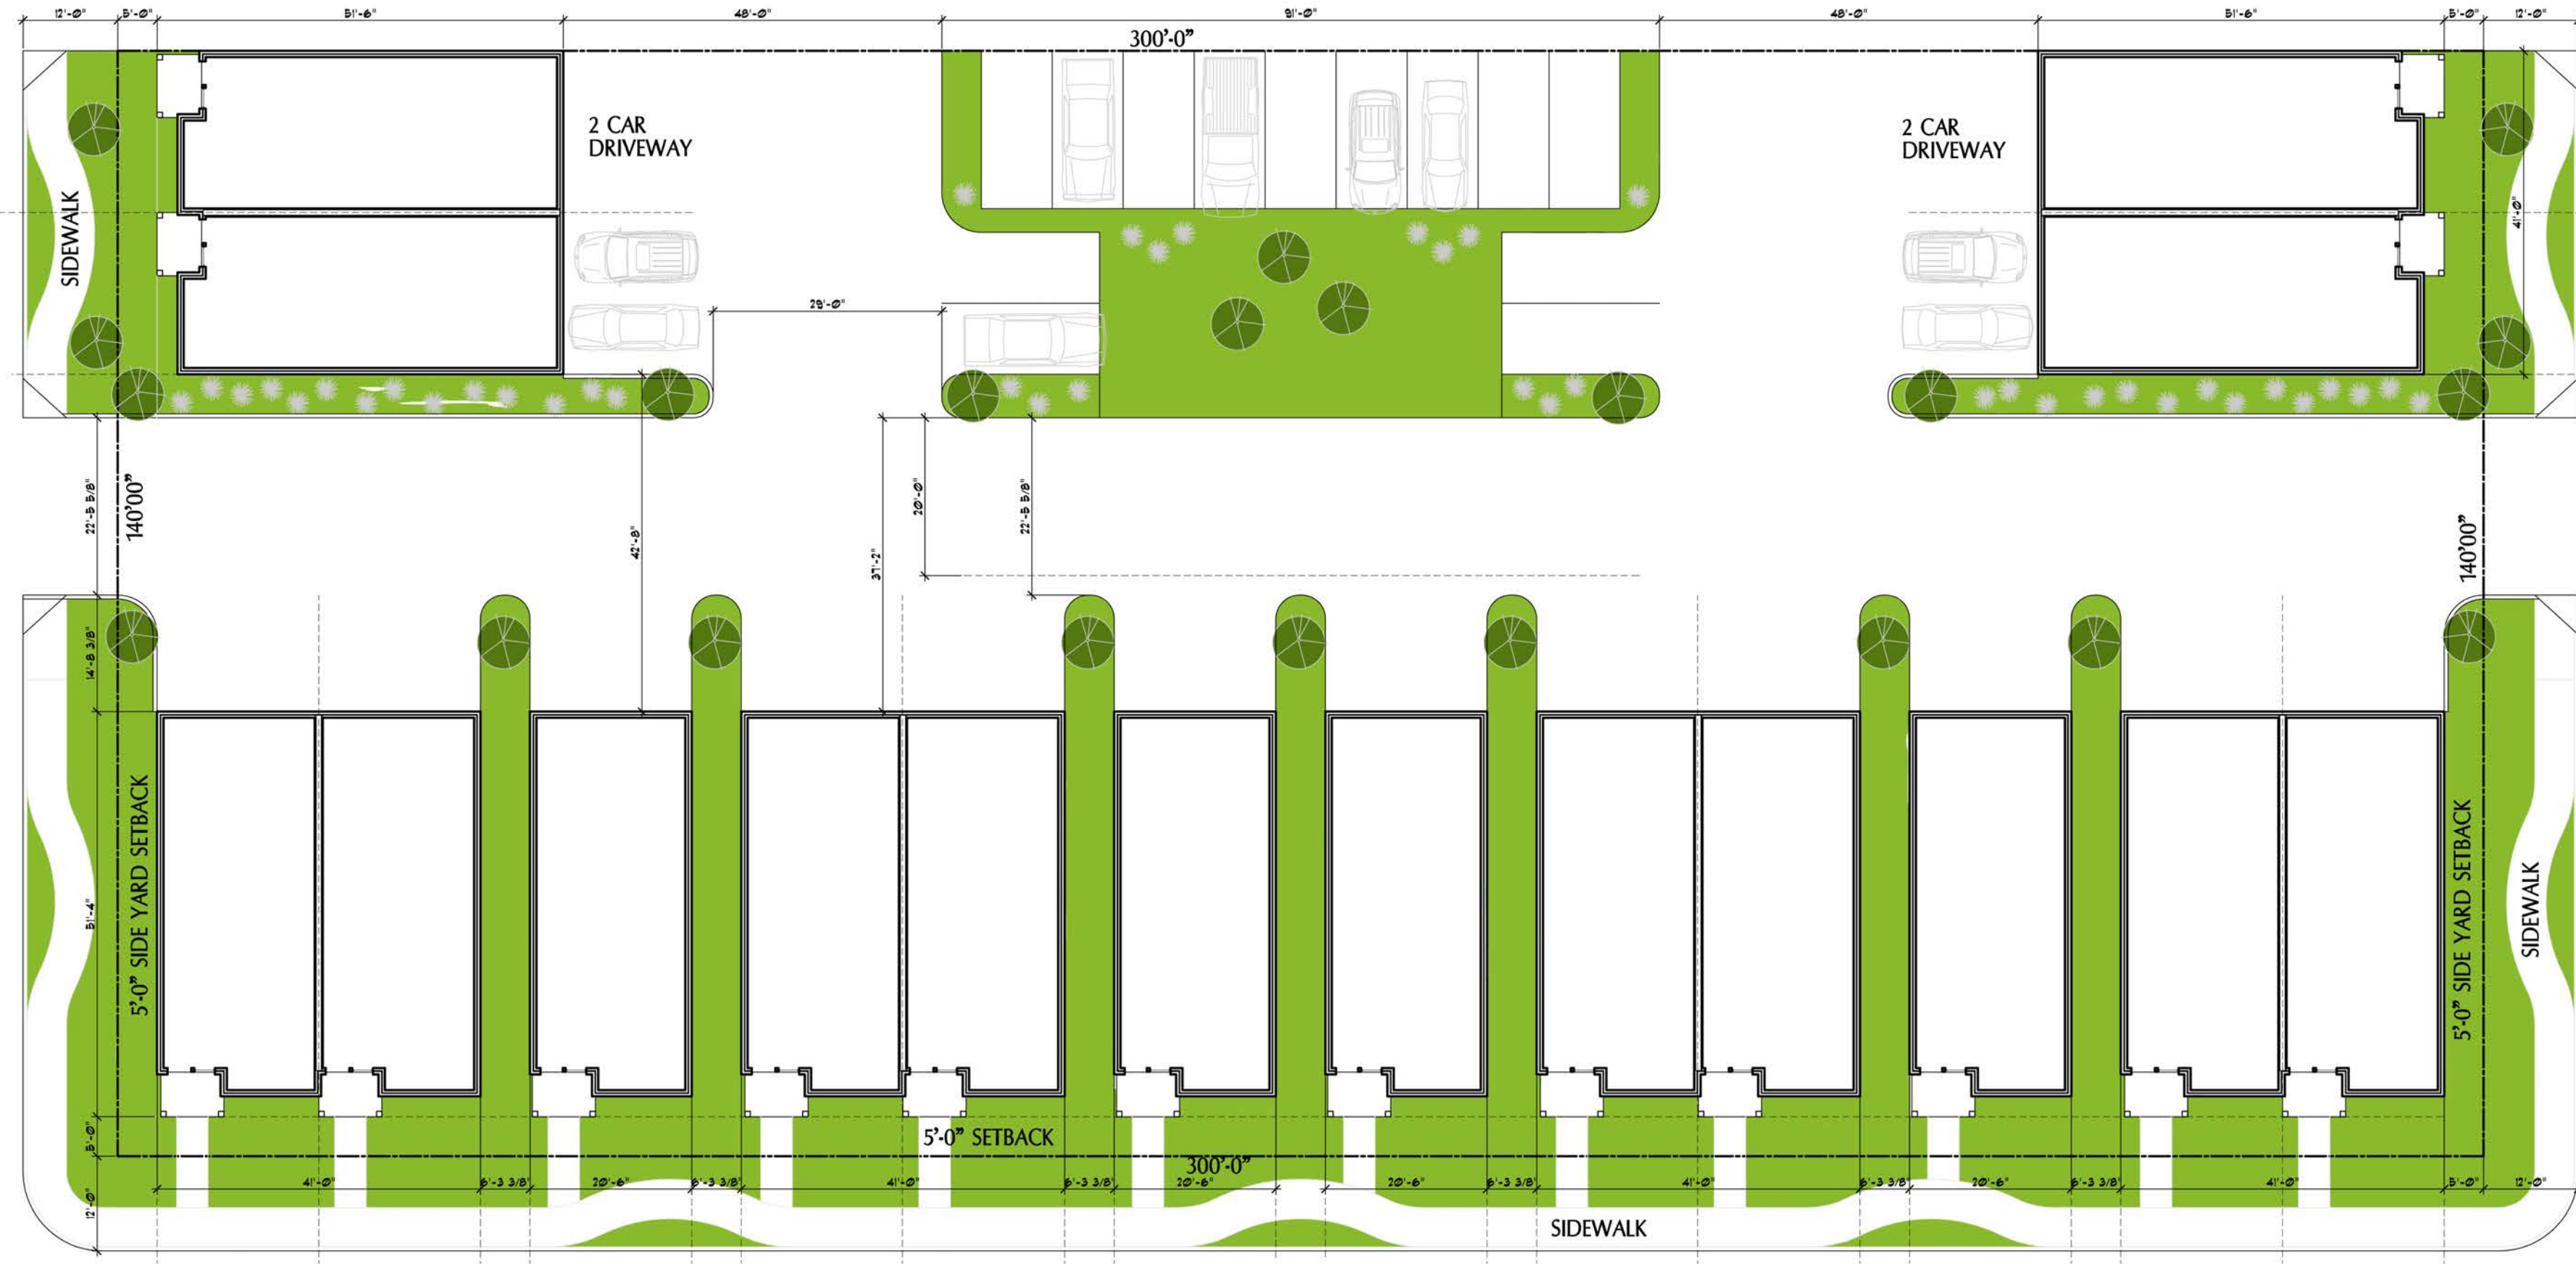 12'-0" 5'-0" 51'-6" 48'-0" 91'-0" 48'-0" 51'-6" 5'-0" 12'-0"
300'-0"
2 CAR
DRIVEWAY
2 CAR
DRIVEWAY
SIDEWALK
41'-0"
29'-0"
22'-5 5/8"
140'00"
42'-8"
37'-2"
20'-0"
22'-5 5/8"
140'00"
14'-8 3/8"
51'-4"
5'-0" SIDE YARD SETBACK
5'-0" SIDE YARD SETBACK
SIDEWALK
5'-0"
5'-0" SETBACK
300'-0"
41'-0" 6'-3 3/8" 20'-6" 6'-3 3/8" 41'-0" 6'-3 3/8" 20'-6" 20'-6" 6'-3 3/8" 41'-0" 6'-3 3/8" 20'-6" 6'-3 3/8" 41'-0" 5'-0" 12'-0"
12'-0"
SIDEWALK